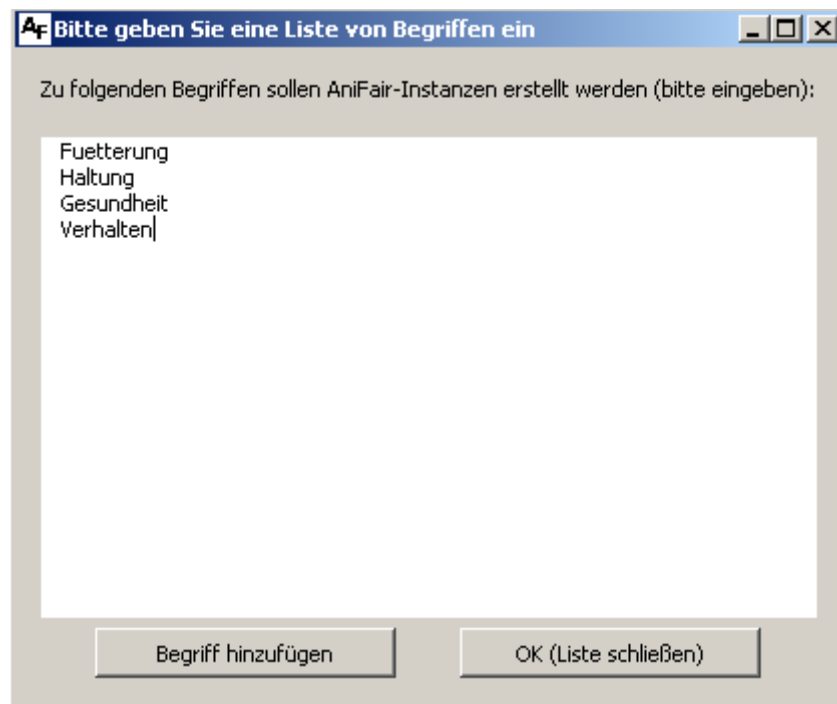 AF Bitte geben Sie eine Liste von Begriffen ein
Zu folgenden Begriffen sollen AniFair-Instanzen erstellt werden (bitte eingeben):
Fuetterung
Haltung
Gesundheit
Verhalten
Begriff hinzufügen
OK (Liste schließen)